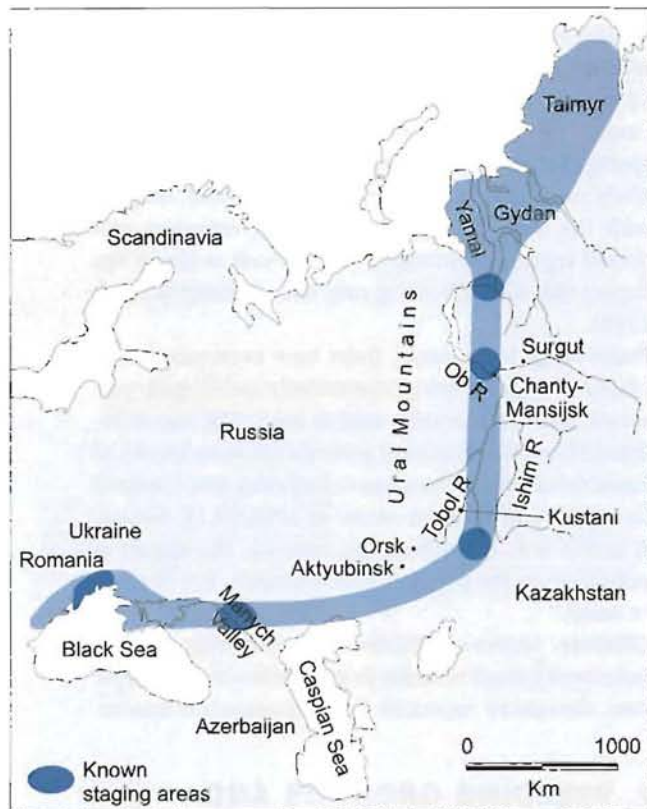 Taimyr
Gydan
Yamal
Scandinavia
Ural Mountains
Surgut
Ob R
Chanty-
Mansijsk
Russia
Ishim R
Tobol R
Kustani
Ukraine
Orsk
Romania
Aktyubinsk
Kazakhstan
Manych
Valley
Black Sea
Caspian Sea
Azerbaijan
0 1000
Km
Known
staging areas